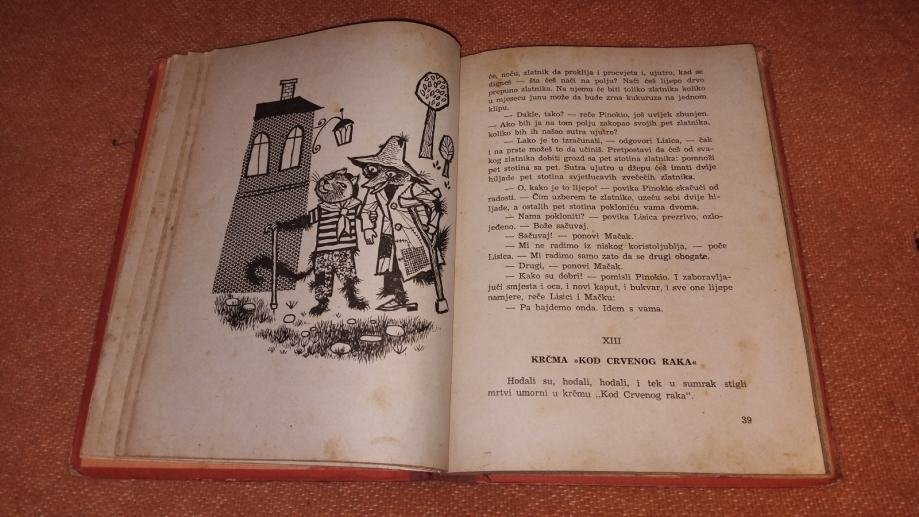 će, noću, zlatnik da proklija i procvjeta i, ujutro, kad se
digneš — šta ćeš naći na polju? Naći ćeš lijepo drvo
prepuno zlatnika. Na njemu će biti toliko zlatnika koliko
u mjesecu junu može da bude zrna kukuruza na jednom
klipu.
— Dakle, tako? — reče Pinokio, još uvijek zbunjen.
— Ako bih ja na tom polju zakopao svojih pet zlatnika,
koliko bih ih našao sutra ujutro?
— Lako je to izračunati, — odgovori Lisica, — čak
i na prste možeš to da učiniš. Pretpostavi da ćeš od sva-
kog zlatnika dobiti grozd sa pet stotina zlatnika: pomnoži
pet stotina sa pet. Sutra ujutro u džepu ćeš imati dvije
hiljade pet stotina svjetlucavih zvečećih zlatnika.
— O, kako je to lijepo! — povika Pinokio skačući od
radosti. — Čim uzberem te zlatnike, uzeću sebi dvije hi-
ljade, a ostalih pet stotina pokloniću vama dvoma.
— Nama pokloniti? — povika Lisica prezrivo, ozlo-
jeđeno. — Bože sačuvaj.
— Sačuvaj! — ponovi Mačak.
— Mi ne radimo iz niskog koristoljublja, — poče
Lisica. — Mi radimo samo zato da se drugi obogate.
— Drugi, — ponovi Mačak.
— Kako su dobri! — pomisli Pinokio. I zaboravlja-
jući smjesta i oca, i novi kaput, i bukvar, i sve one lijepe
namjere, reče Lisici i Mačku:
— Pa hajdemo onda. Idem s vama.
XIII
KRČMA »KOD CRVENOG RAKA«
Hodali su, hodali, hodali, i tek u sumrak stigli
mrtvi umorni u krčmu „Kod Crvenog raka".
39